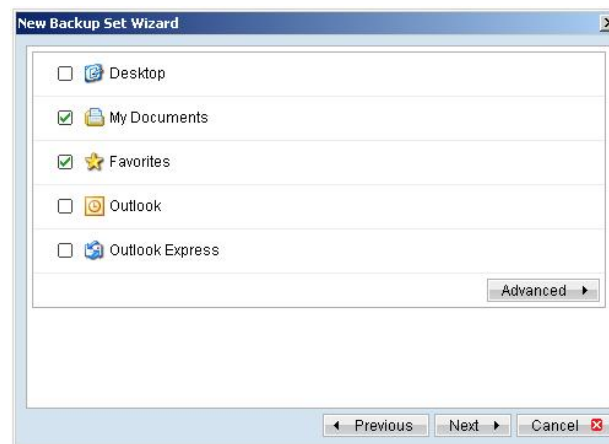 New Backup Set Wizard
Desktop
My Documents
Favorites
Outlook
Outlook Express
Advanced
Previous Next Cancel